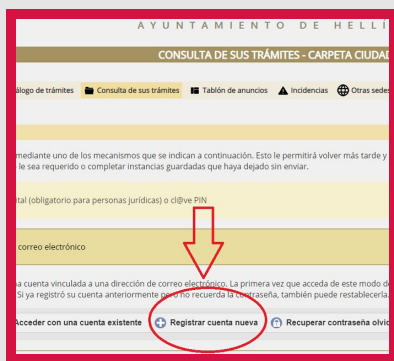 AYUNTAMIENTO DE HELLÍ
CONSULTA DE SUS TRÁMITES - CARPETA CIUDAD
álogo de trámites Consulta de sus trámites Tablón de anuncios Incidencias Otras sedes
mediante uno de los mecanismos que se indican a continuación. Esto le permitirá volver más tarde y
le sea requerido o completar instancias guardadas que haya dejado sin enviar.
ital (obligatorio para personas jurídicas) o cl@ve PIN
correo electrónico
na cuenta vinculada a una dirección de correo electrónico. La primera vez que acceda de este modo de
Si ya registró su cuenta anteriormente pero no recuerda la contraseña, también puede restablecerla.
Acceder con una cuenta existente Registrar cuenta nueva Recuperar contraseña olvid